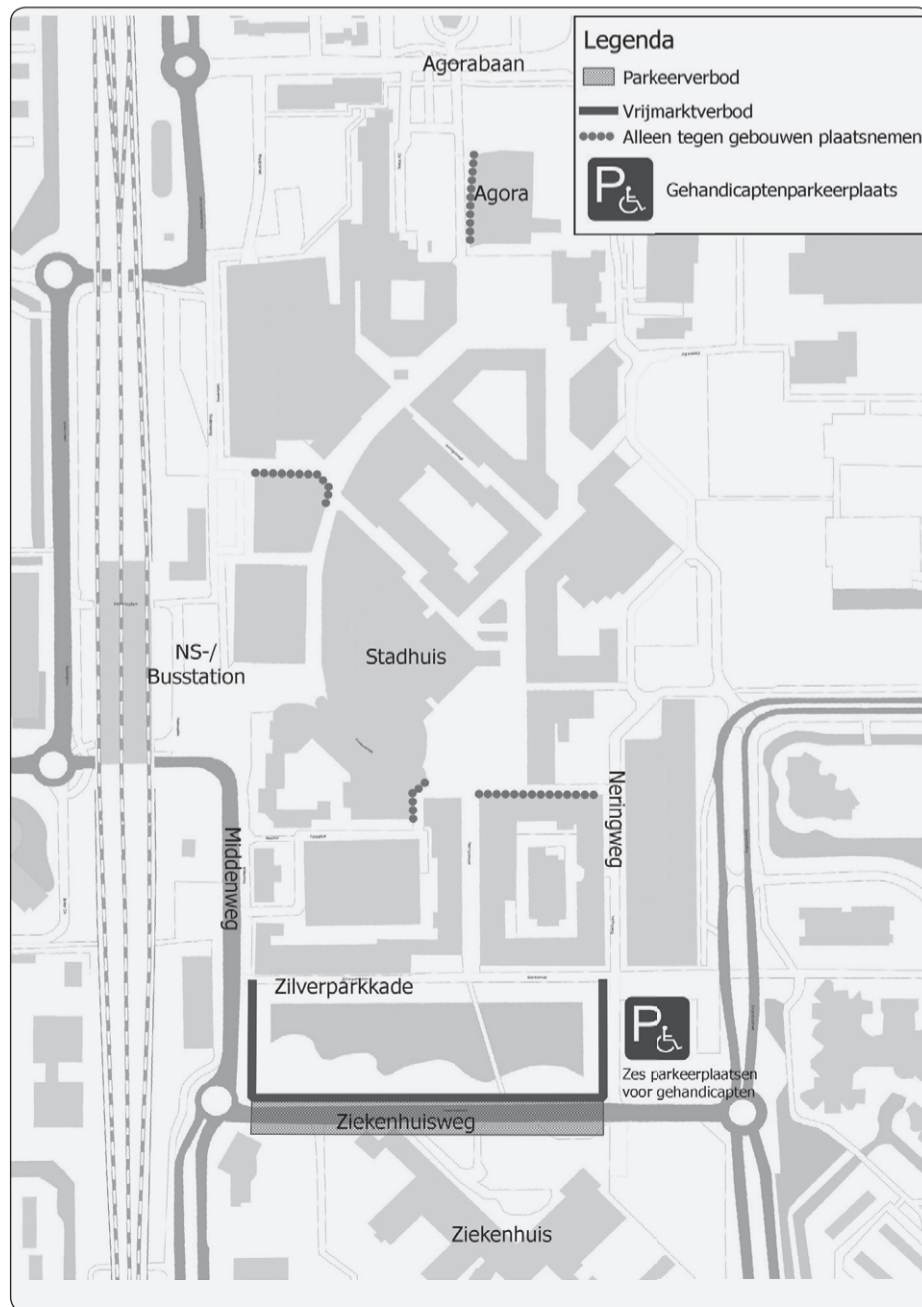 Legenda
Parkeerverbod
Vrijmarktverbod
Alleen tegen gebouwen plaatsnemen
P
Gehandicaptenparkeerplaats
Agorabaan
Agora
NS-/
Busstation
Stadhuis
Neringweg
Middenweg
Zilverparkkade
P
Zes parkeerplaatsen
voor gehandicapten
Ziekenhuisweg
Ziekenhuis